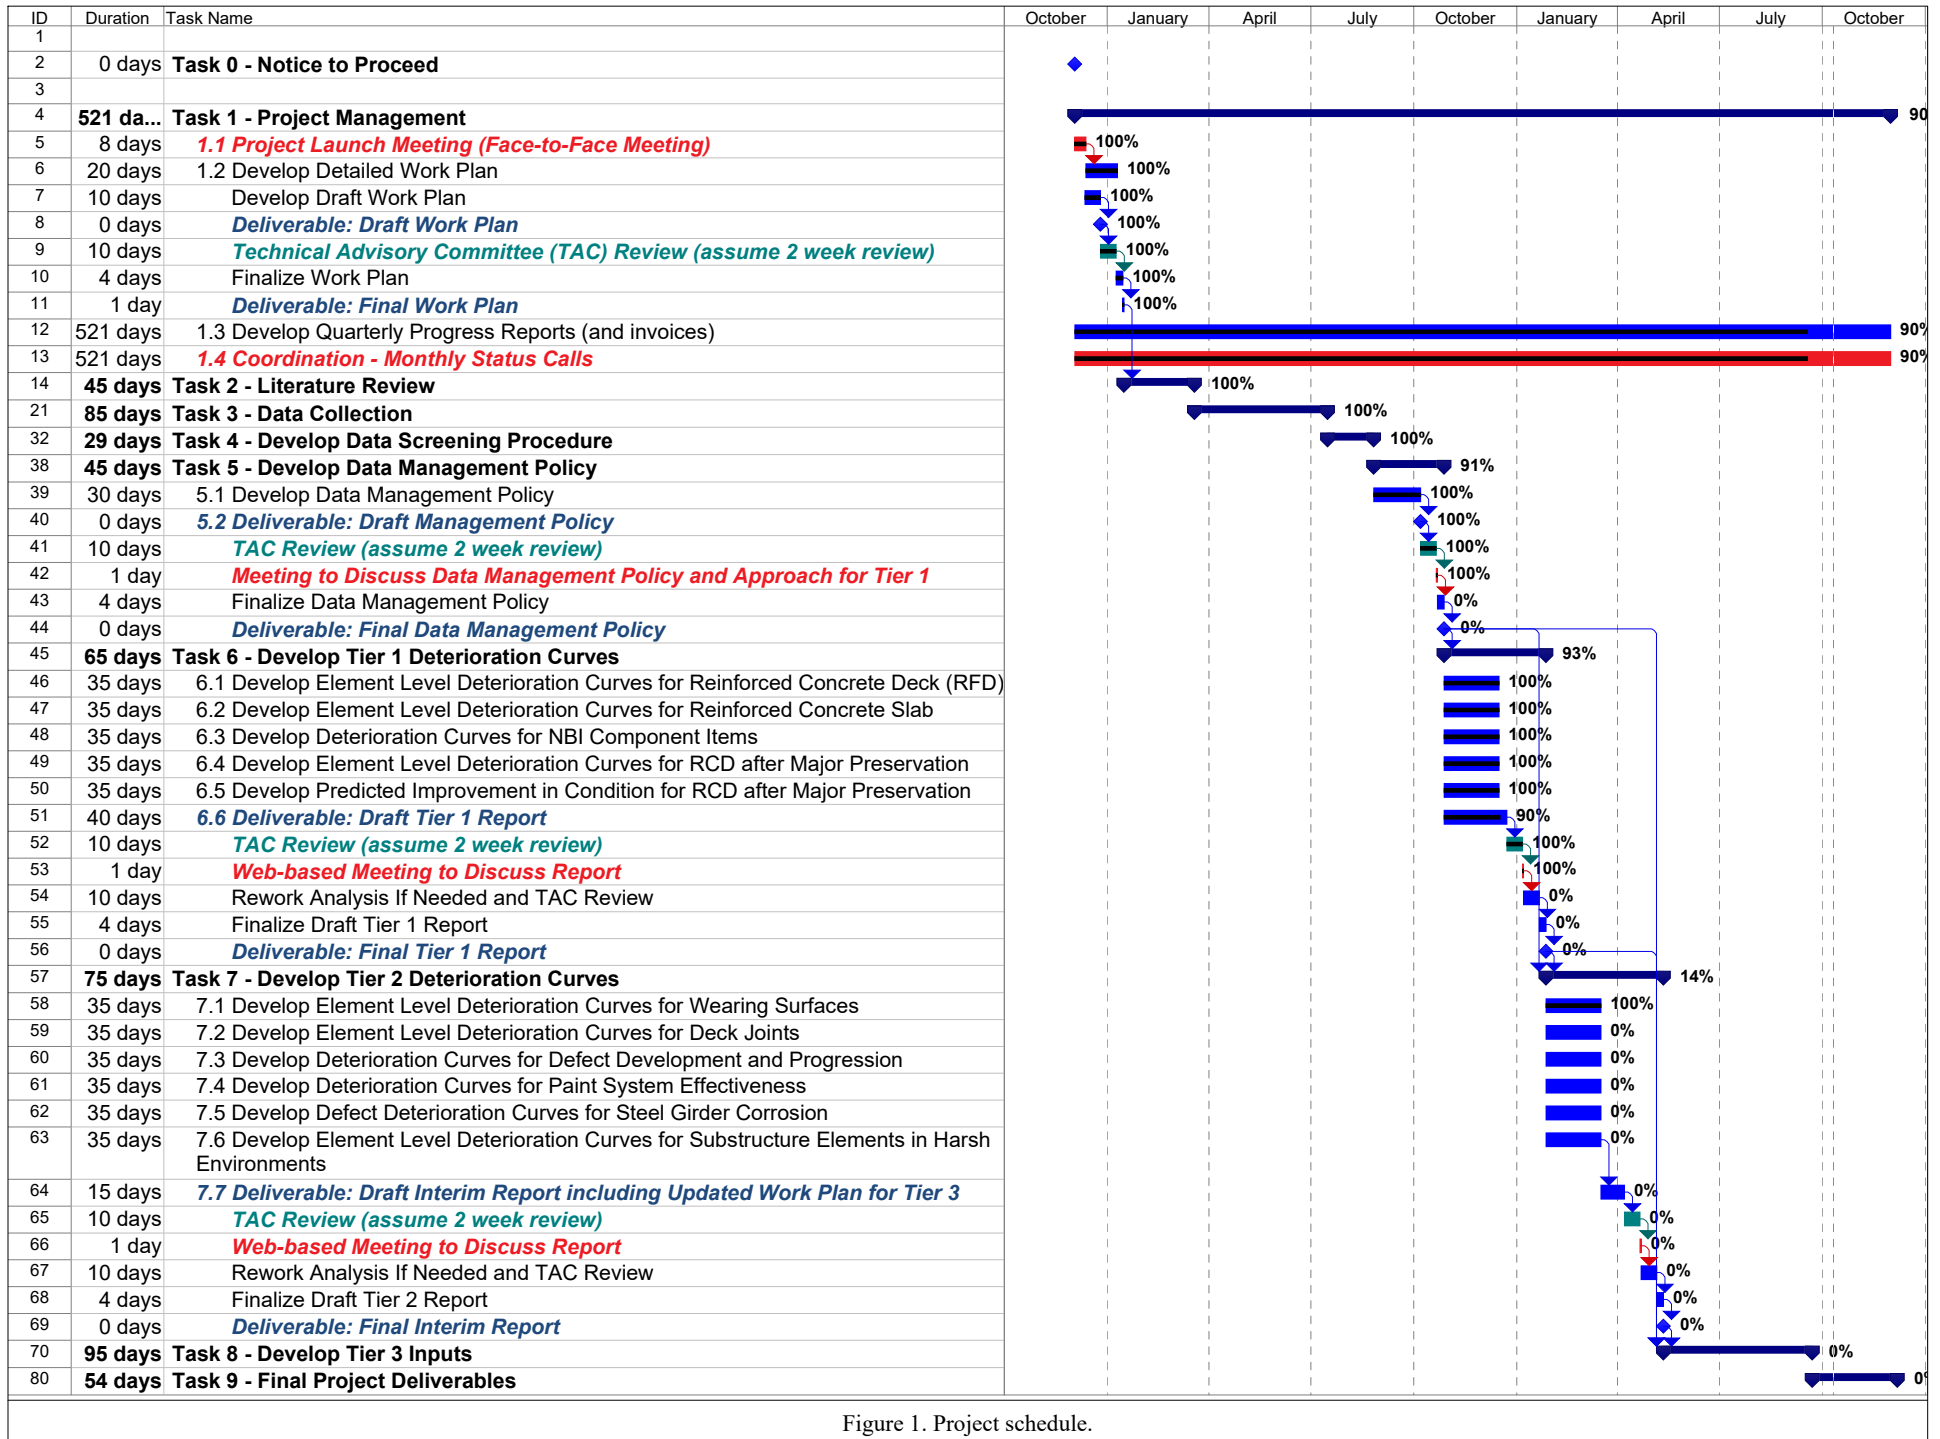 ID Duration Task Name October January April July October January April July October
1
2 0 days Task 0 - Notice to Proceed
3
4 521 da... Task 1 - Project Management 90
5 8 days 1.1 Project Launch Meeting (Face-to-Face Meeting) 100%
6 20 days 1.2 Develop Detailed Work Plan 100%
7 10 days Develop Draft Work Plan 100%
8 0 days Deliverable: Draft Work Plan 100%
9 10 days Technical Advisory Committee (TAC) Review (assume 2 week review) 100%
10 4 days Finalize Work Plan 100%
11 1 day Deliverable: Final Work Plan 100%
12 521 days 1.3 Develop Quarterly Progress Reports (and invoices) 90%
13 521 days 1.4 Coordination - Monthly Status Calls 90%
14 45 days Task 2 - Literature Review 100%
21 85 days Task 3 - Data Collection 100%
32 29 days Task 4 - Develop Data Screening Procedure 100%
38 45 days Task 5 - Develop Data Management Policy 91%
39 30 days 5.1 Develop Data Management Policy 100%
40 0 days 5.2 Deliverable: Draft Management Policy 100%
41 10 days TAC Review (assume 2 week review) 100%
42 1 day Meeting to Discuss Data Management Policy and Approach for Tier 1 100%
43 4 days Finalize Data Management Policy 0%
44 0 days Deliverable: Final Data Management Policy 0%
45 65 days Task 6 - Develop Tier 1 Deterioration Curves 93%
46 35 days 6.1 Develop Element Level Deterioration Curves for Reinforced Concrete Deck (RFD) 100%
47 35 days 6.2 Develop Element Level Deterioration Curves for Reinforced Concrete Slab 100%
48 35 days 6.3 Develop Deterioration Curves for NBI Component Items 100%
49 35 days 6.4 Develop Element Level Deterioration Curves for RCD after Major Preservation 100%
50 35 days 6.5 Develop Predicted Improvement in Condition for RCD after Major Preservation 100%
51 40 days 6.6 Deliverable: Draft Tier 1 Report 90%
52 10 days TAC Review (assume 2 week review) 100%
53 1 day Web-based Meeting to Discuss Report 100%
54 10 days Rework Analysis If Needed and TAC Review 0%
55 4 days Finalize Draft Tier 1 Report 0%
56 0 days Deliverable: Final Tier 1 Report 0%
57 75 days Task 7 - Develop Tier 2 Deterioration Curves 14%
58 35 days 7.1 Develop Element Level Deterioration Curves for Wearing Surfaces 100%
59 35 days 7.2 Develop Element Level Deterioration Curves for Deck Joints 0%
60 35 days 7.3 Develop Deterioration Curves for Defect Development and Progression 0%
61 35 days 7.4 Develop Deterioration Curves for Paint System Effectiveness 0%
62 35 days 7.5 Develop Defect Deterioration Curves for Steel Girder Corrosion 0%
63 35 days 7.6 Develop Element Level Deterioration Curves for Substructure Elements in Harsh 0%
Environments
64 15 days 7.7 Deliverable: Draft Interim Report including Updated Work Plan for Tier 3 0%
65 10 days TAC Review (assume 2 week review) 0%
66 1 day Web-based Meeting to Discuss Report 0%
67 10 days Rework Analysis If Needed and TAC Review 0%
68 4 days Finalize Draft Tier 2 Report 0%
69 0 days Deliverable: Final Interim Report 0%
70 95 days Task 8 - Develop Tier 3 Inputs 0%
80 54 days Task 9 - Final Project Deliverables 0%
Figure 1. Project schedule.